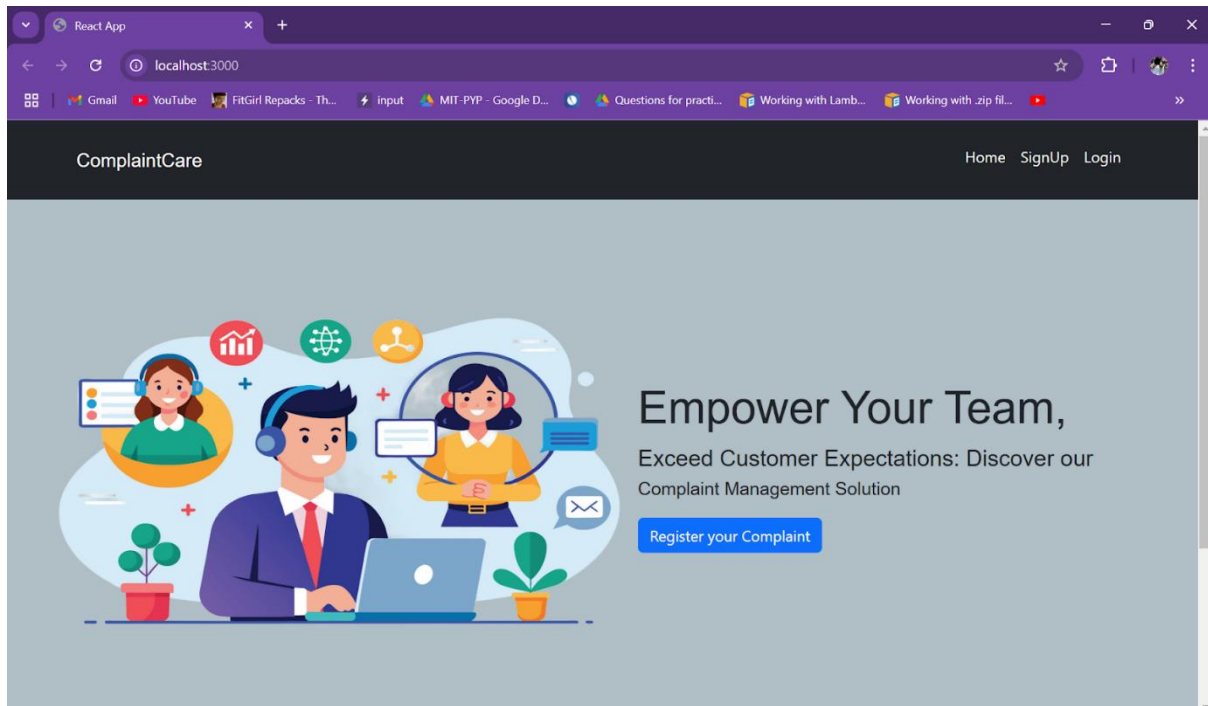 React App
localhost:3000
Gmail YouTube FitGirl Repacks - Th... input MIT-PYP - Google D... Questions for practi... Working with Lamb... Working with .zip fil...
ComplaintCare Home SignUp Login
Empower Your Team,
Exceed Customer Expectations: Discover our
Complaint Management Solution
Register your Complaint